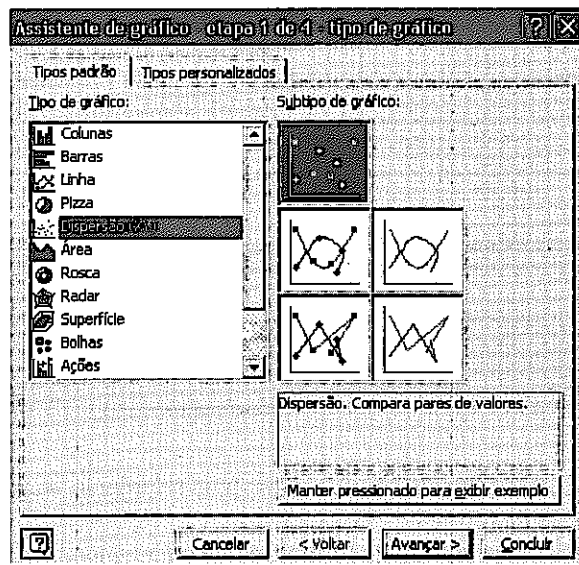 Assistente de gráfico - etapa 1 de 4 - tipo de gráfico
Tipos padrão
Tipos personalizados
Tipo de gráfico:
Subtipo de gráfico:
Colunas
Barras
Linha
Pizza
Dispersão (XY)
Área
Rosca
Radar
Superfície
Bolhas
Ações
Dispersão. Compara pares de valores.
Manter pressionado para exibir exemplo
Cancelar
< Voltar
Avançar >
Concluir